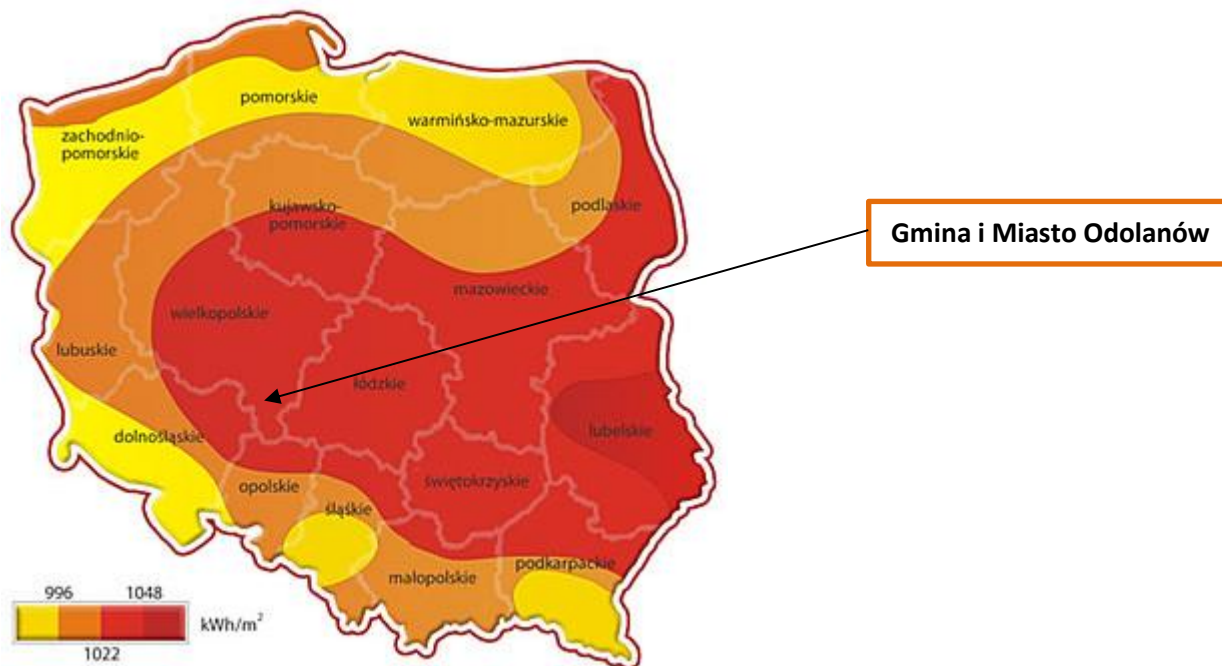 pomorskie
warmińsko-mazurskie
zachodnio-
pomorskie
podlaskie
kujawsko-
pomorskie
Gmina i Miasto Odolanów
mazowieckie
wielkopolskie
lubuskie
łódzkie
lubelskie
dolnośląskie
świętokrzyskie
opolskie
śląskie
podkarpackie
małopolskie
996 1048
kWh/m²
1022